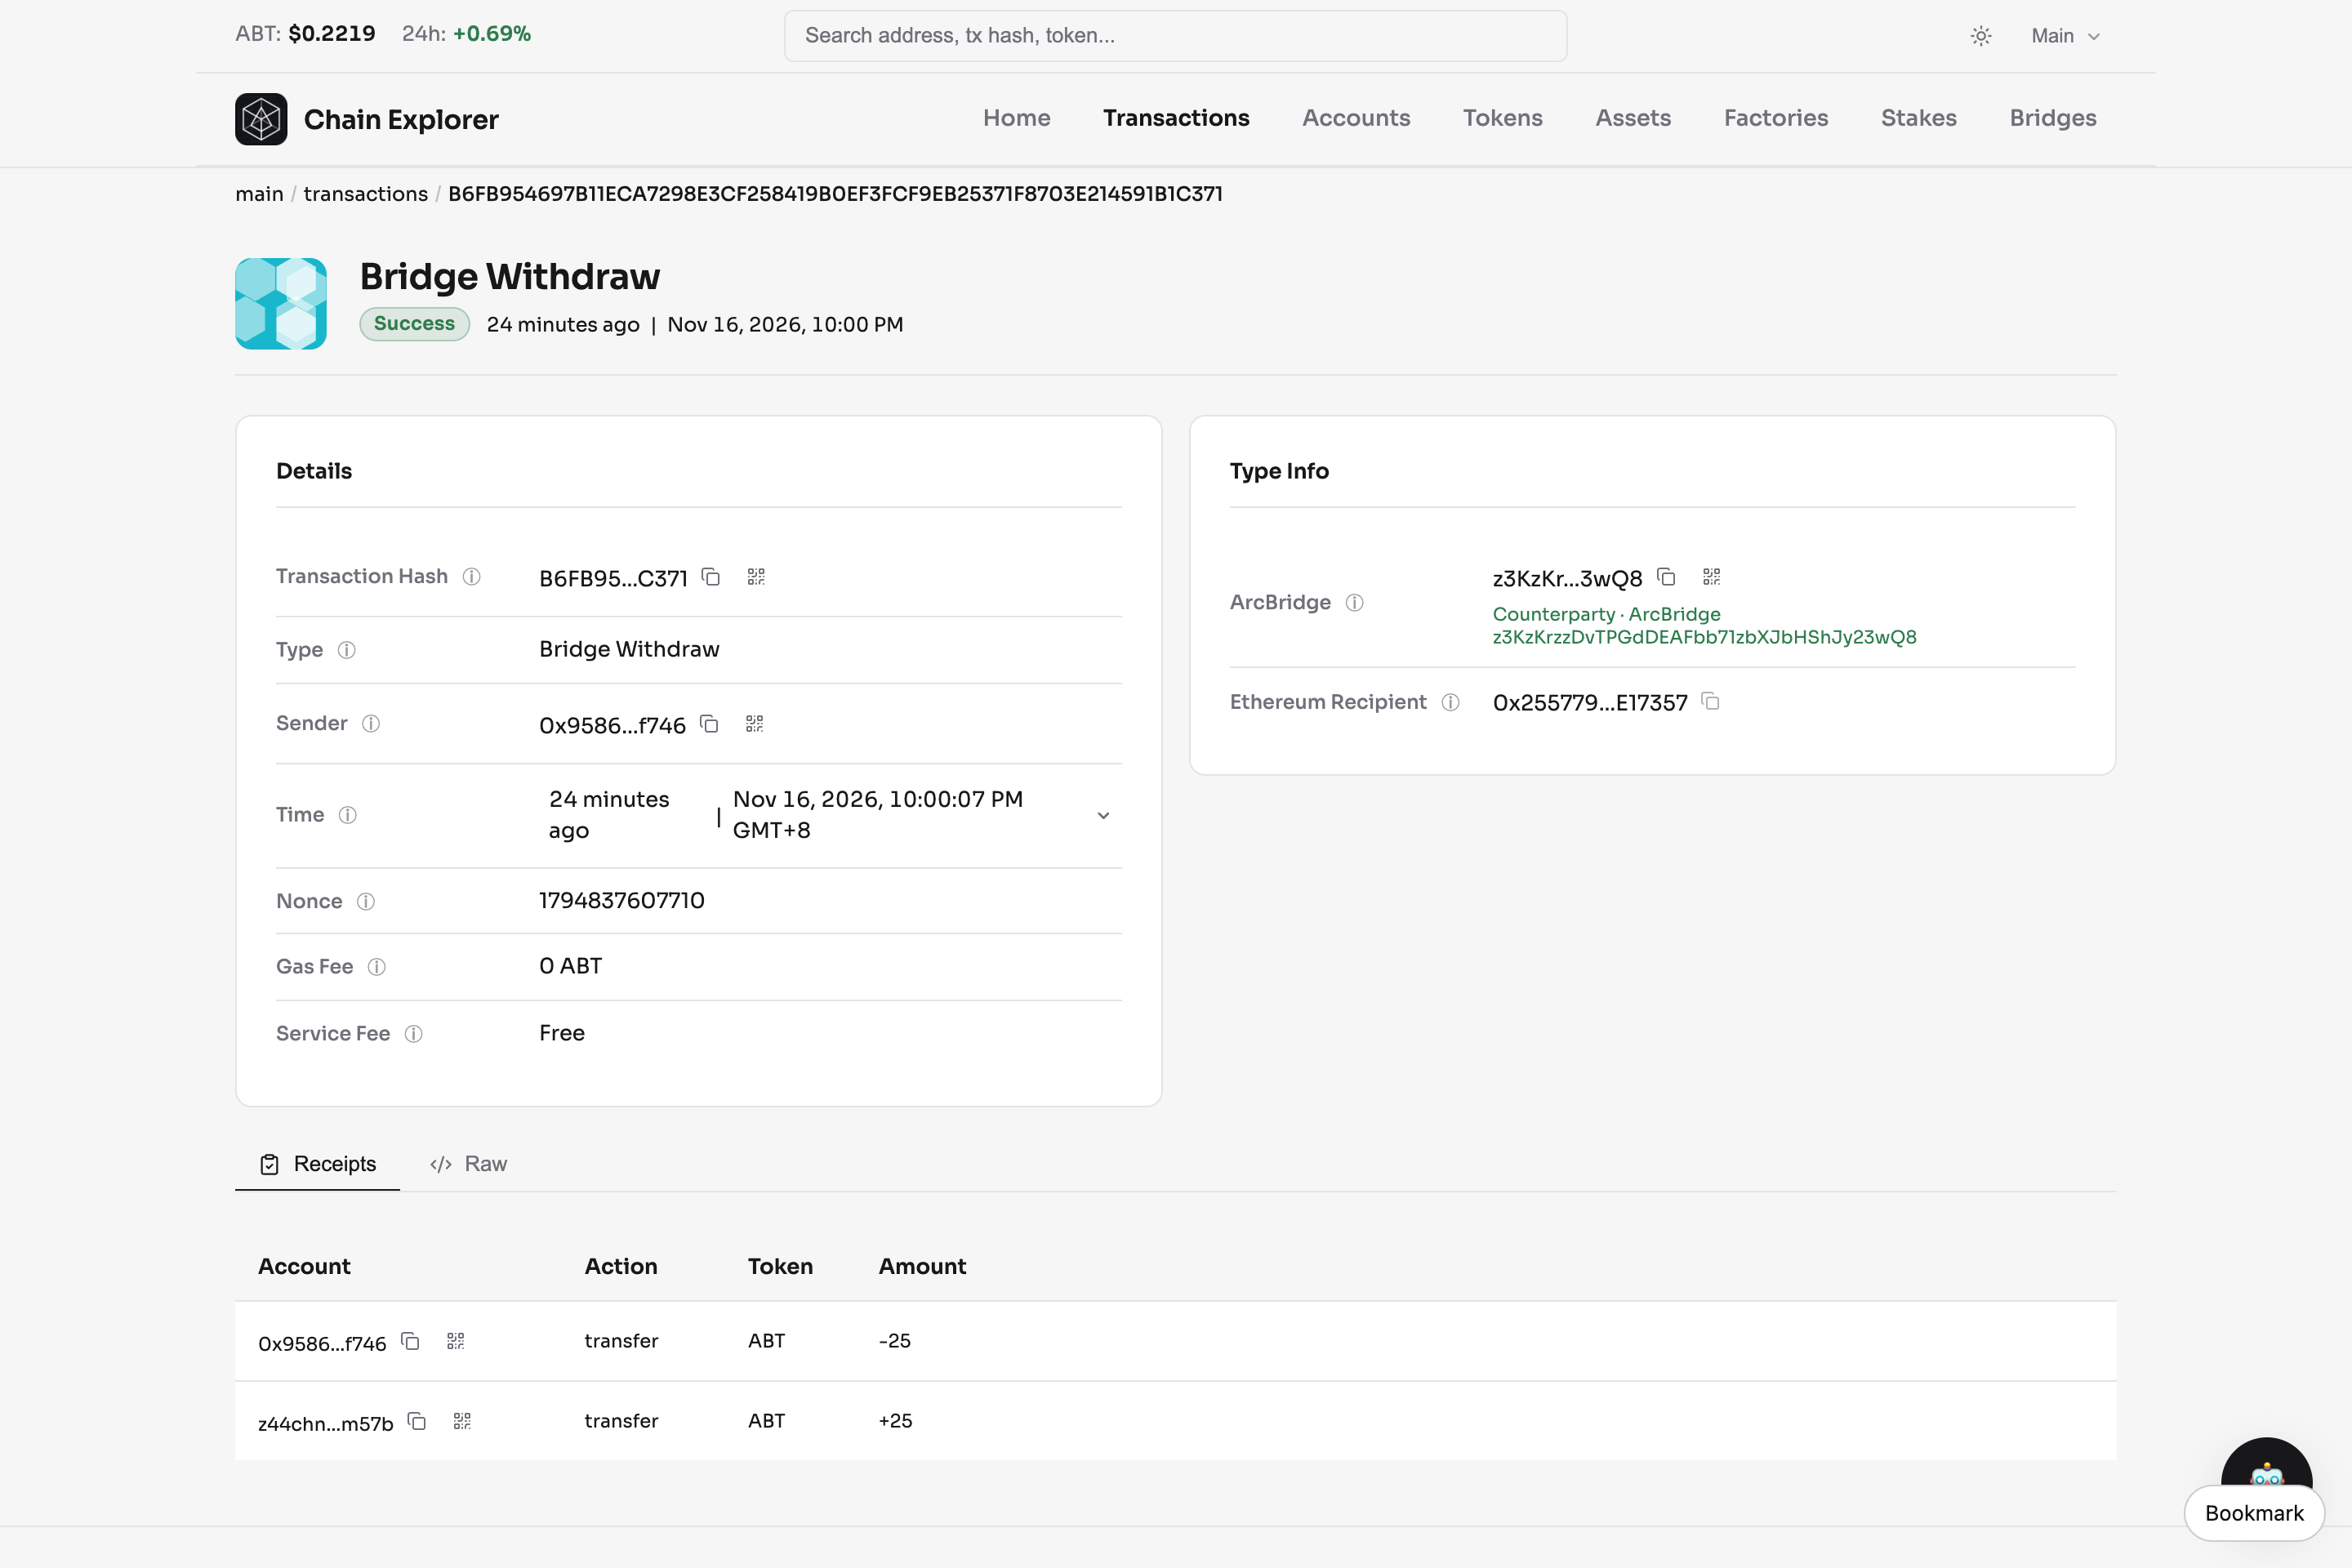 ABT: $0.2219 24h: +0.69%
Search address, tx hash, token...
Main
Chain Explorer
Home Transactions Accounts Tokens Assets Factories Stakes Bridges
main / transactions / B6FB954697B11ECA7298E3CF258419B0EF3FCF9EB25371F8703E214591B1C371
Bridge Withdraw
Success 24 minutes ago | Nov 16, 2026, 10:00 PM
Details
Transaction Hash B6FB95...C371
Type Bridge Withdraw
Sender 0x9586...f746
Time 24 minutes ago | Nov 16, 2026, 10:00:07 PM GMT+8
Nonce 1794837607710
Gas Fee 0 ABT
Service Fee Free
Type Info
ArcBridge z3KzKr...3wQ8
Counterparty · ArcBridge
z3KzKrzzDvTPGdDEAFbb71zbXJbHShJy23wQ8
Ethereum Recipient 0x255779...E17357
Receipts Raw
Account Action Token Amount
0x9586...f746 transfer ABT -25
z44chn...m57b transfer ABT +25
Bookmark